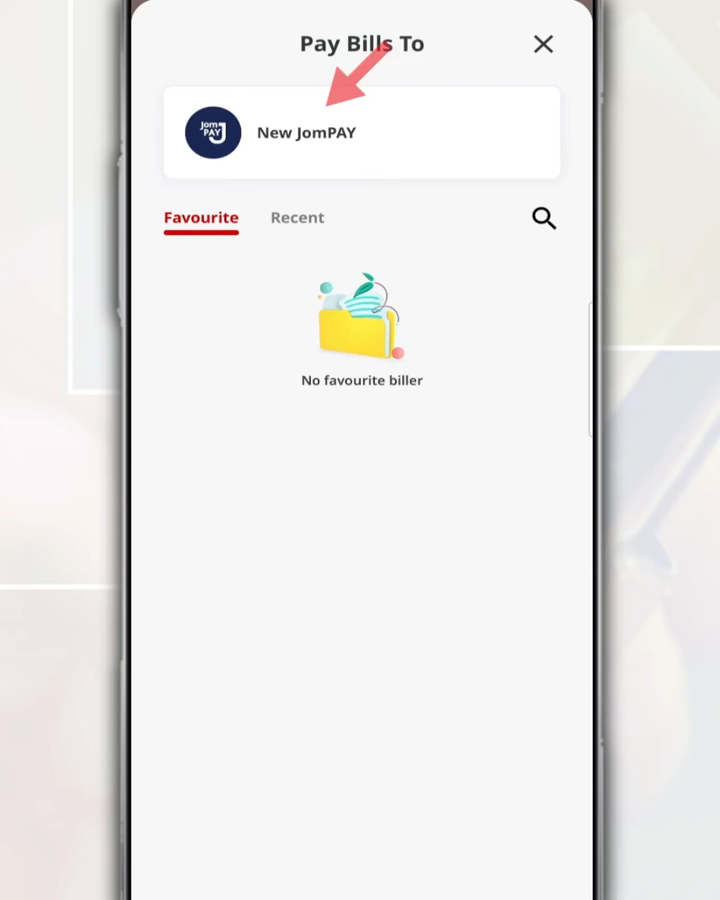 Pay Bills To
Jom
PAY
New JomPAY
Favourite
Recent
No favourite biller